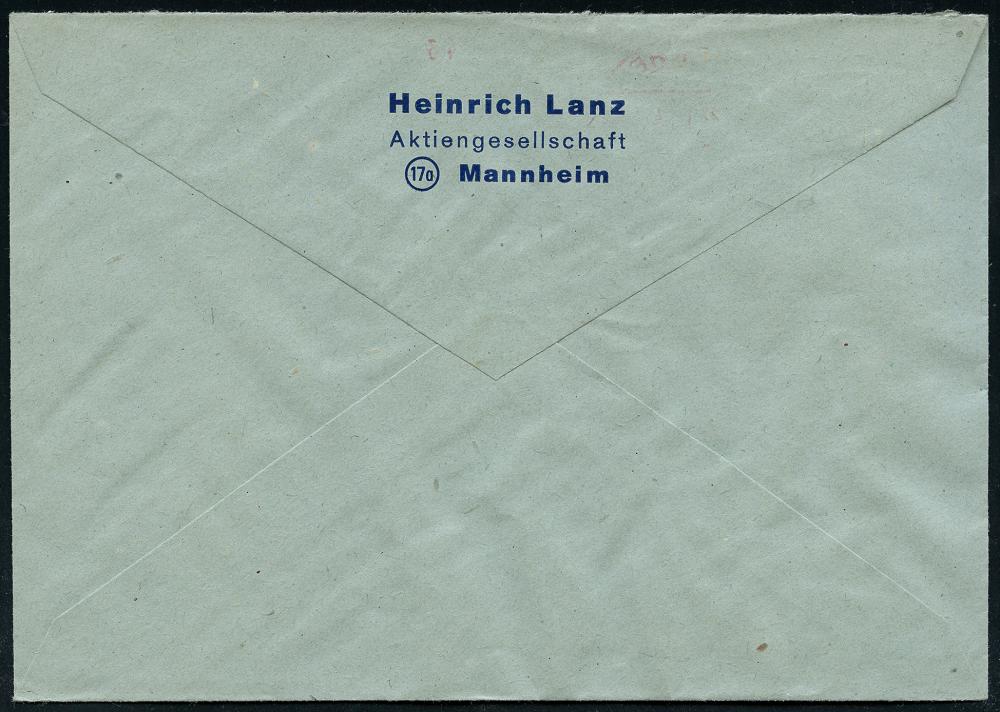 Heinrich Lanz
Aktiengesellschaft
17a Mannheim